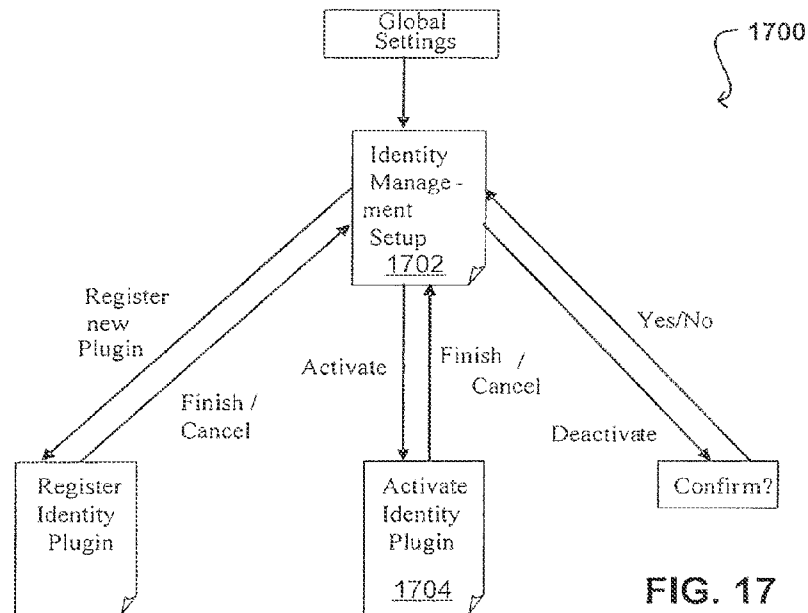 Global
Settings
1700
Identity
Manage-
ment
Setup
1702
Register
new
Plugin
Finish /
Cancel
Activate
Finish /
Cancel
Yes/No
Deactivate
Register
Identity
Plugin
Activate
Identity
Plugin
1704
Confirm?
FIG. 17